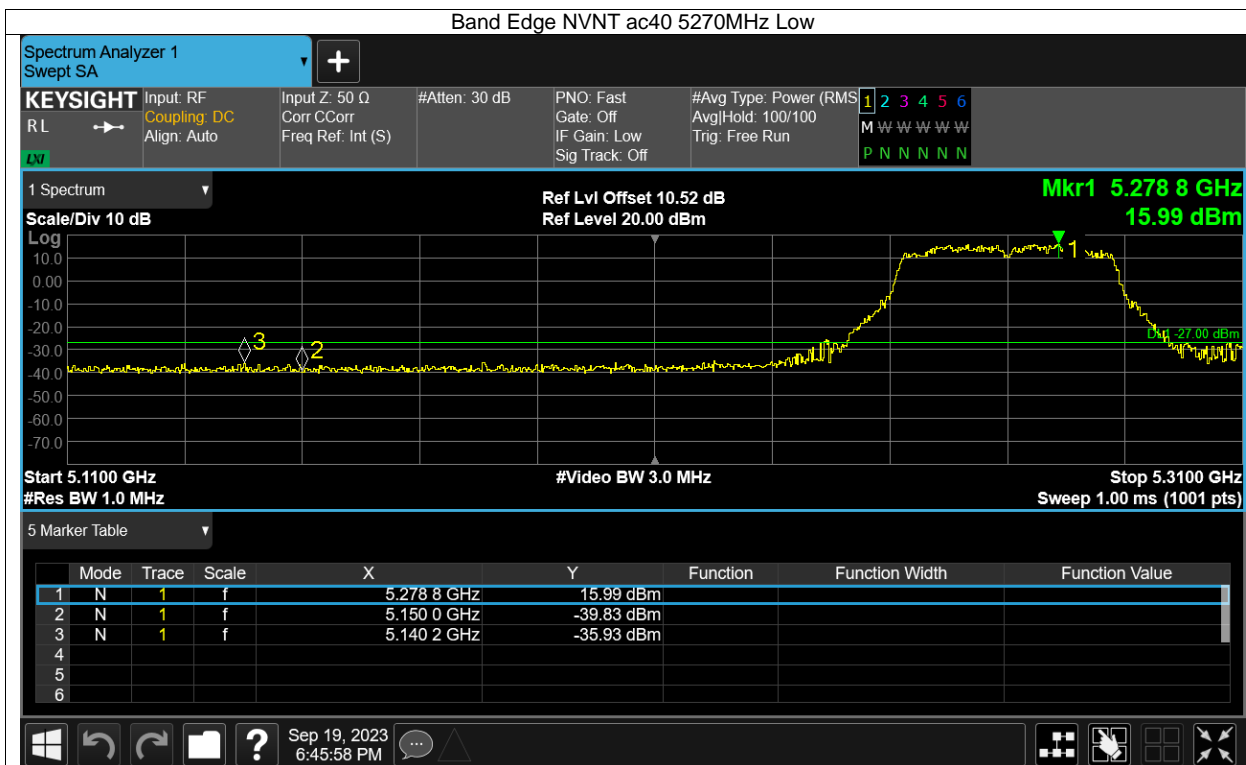 Band Edge NVNT ac40 5270MHz Low
Spectrum Analyzer 1
Swept SA
KEYSIGHT
R L
LXI
Input: RF
Coupling: DC
Align: Auto
Input Z: 50 Ω
Corr CCorr
Freq Ref: Int (S)
#Atten: 30 dB
PNO: Fast
Gate: Off
IF Gain: Low
Sig Track: Off
#Avg Type: Power (RMS
Avg|Hold: 100/100
Trig: Free Run
1 2 3 4 5 6
M W W W W W
P N N N N N
1 Spectrum
Scale/Div 10 dB
Ref Lvl Offset 10.52 dB
Ref Level 20.00 dBm
Mkr1 5.278 8 GHz
15.99 dBm
Log
10.0
0.00
-10.0
-20.0
-30.0
-40.0
-50.0
-60.0
-70.0
1
3
2
-27.00 dBm
Start 5.1100 GHz
#Video BW 3.0 MHz
Stop 5.3100 GHz
#Res BW 1.0 MHz
Sweep 1.00 ms (1001 pts)
5 Marker Table
Mode Trace Scale X Y Function Function Width Function Value
1 N 1 f 5.278 8 GHz 15.99 dBm
2 N 1 f 5.150 0 GHz -39.83 dBm
3 N 1 f 5.140 2 GHz -35.93 dBm
4
5
6
?
Sep 19, 2023
6:45:58 PM